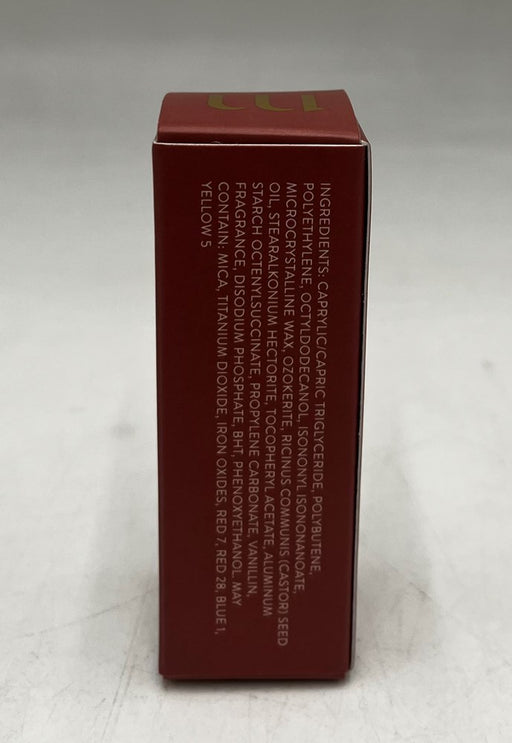 INGREDIENTS: CAPRYLIC/CAPRIC TRIGLYCERIDE, POLYBUTENE,
POLYETHYLENE, OCTYLDODECANOL, ISONONYL ISONONANOATE,
MICROCRYSTALLINE WAX, OZOKERITE, RICINUS COMMUNIS (CASTOR) SEED
OIL, STEARALKONIUM HECTORITE, TOCOPHERYL ACETATE, ALUMINUM
STARCH OCTENYLSUCCINATE, PROPYLENE CARBONATE, VANILLIN,
FRAGRANCE, DISODIUM PHOSPHATE, BHT, PHENOXYETHANOL. MAY
CONTAIN: MICA, TITANIUM DIOXIDE, IRON OXIDES, RED 7, RED 28, BLUE 1,
YELLOW 5